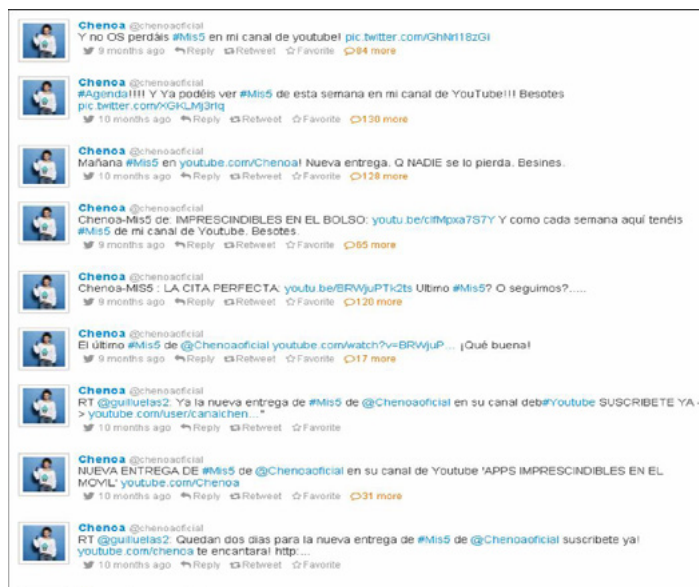 Chenoa @chenoaoficial
Y no OS perdáis #Mis5 en mi canal de youtube! pic.twitter.com/GhNrl18zGl
9 months ago Reply Retweet Favorite 84 more
Chenoa @chenoaoficial
#Agenda!!!! Y Ya podéis ver #Mis5 de esta semana en mi canal de YouTube!!! Besotes
pic.twitter.com/XGKLMj3rlq
10 months ago Reply Retweet Favorite 130 more
Chenoa @chenoaoficial
Mañana #Mis5 en youtube.com/Chenoa! Nueva entrega. Q NADIE se lo pierda. Besines.
10 months ago Reply Retweet Favorite 128 more
Chenoa @chenoaoficial
Chenoa-Mis5 de: IMPRESCINDIBLES EN EL BOLSO: youtu.be/clfMpxa7S7Y Y como cada semana aquí tenéis
#Mis5 de mi canal de Youtube. Besotes.
9 months ago Reply Retweet Favorite 65 more
Chenoa @chenoaoficial
Chenoa-MIS5 : LA CITA PERFECTA: youtu.be/BRWjuPTk2ts Ultimo #Mis5? O seguimos?.....
9 months ago Reply Retweet Favorite 120 more
Chenoa @chenoaoficial
El último #Mis5 de @Chenoaoficial youtube.com/watch?v=BRWjuP... ¡Qué buena!
9 months ago Reply Retweet Favorite 17 more
Chenoa @chenoaoficial
RT @guilluelas2: Ya la nueva entrega de #Mis5 de @Chenoaoficial en su canal deb#Youtube SUSCRIBETE YA -
> youtube.com/user/canalchen..."
10 months ago Reply Retweet Favorite
Chenoa @chenoaoficial
NUEVA ENTREGA DE #Mis5 de @Chenoaoficial en su canal de Youtube 'APPS IMPRESCINDIBLES EN EL
MOVIL' youtube.com/Chenoa
10 months ago Reply Retweet Favorite 31 more
Chenoa @chenoaoficial
RT @guilluelas2: Quedan dos dias para la nueva entrega de #Mis5 de @Chenoaoficial suscribete ya!
youtube.com/chenoa te encantara! http:...
10 months ago Reply Retweet Favorite